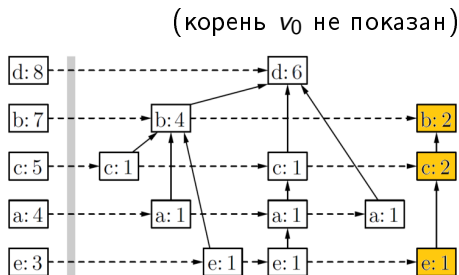 (корень v₀ не показан)
d: 8 d: 6
b: 7 b: 4 b: 2
c: 5 c: 1 c: 1 c: 2
a: 4 a: 1 a: 1 a: 1
e: 3 e: 1 e: 1 e: 1